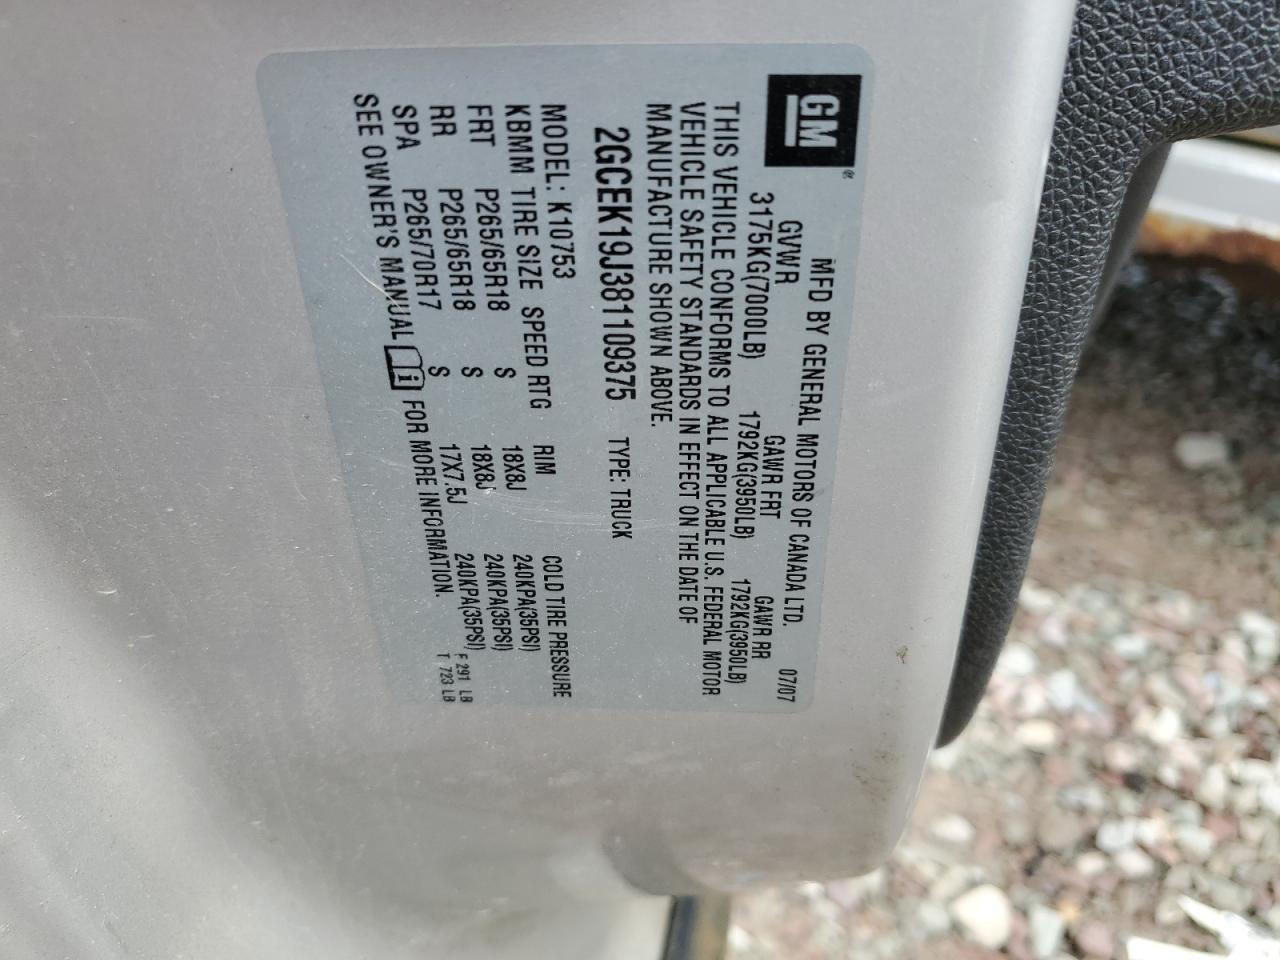 GM
MFD BY GENERAL MOTORS OF CANADA LTD.
GVWR GAWR FRT GAWR RR 07/07
3175KG(7000LB) 1792KG(3950LB) 1792KG(3950LB)
THIS VEHICLE CONFORMS TO ALL APPLICABLE U.S. FEDERAL MOTOR
VEHICLE SAFETY STANDARDS IN EFFECT ON THE DATE OF
MANUFACTURE SHOWN ABOVE.
2GCEK19J381109375 TYPE: TRUCK
MODEL: K10753
KBMM TIRE SIZE SPEED RTG RIM COLD TIRE PRESSURE
FRT P265/65R18 S 18X8J 240KPA(35PSI)
RR P265/65R18 S 18X8J 240KPA(35PSI)
SPA P265/70R17 S 17X7.5J 240KPA(35PSI)
SEE OWNER'S MANUAL i FOR MORE INFORMATION.
F 291 LB
T 723 LB